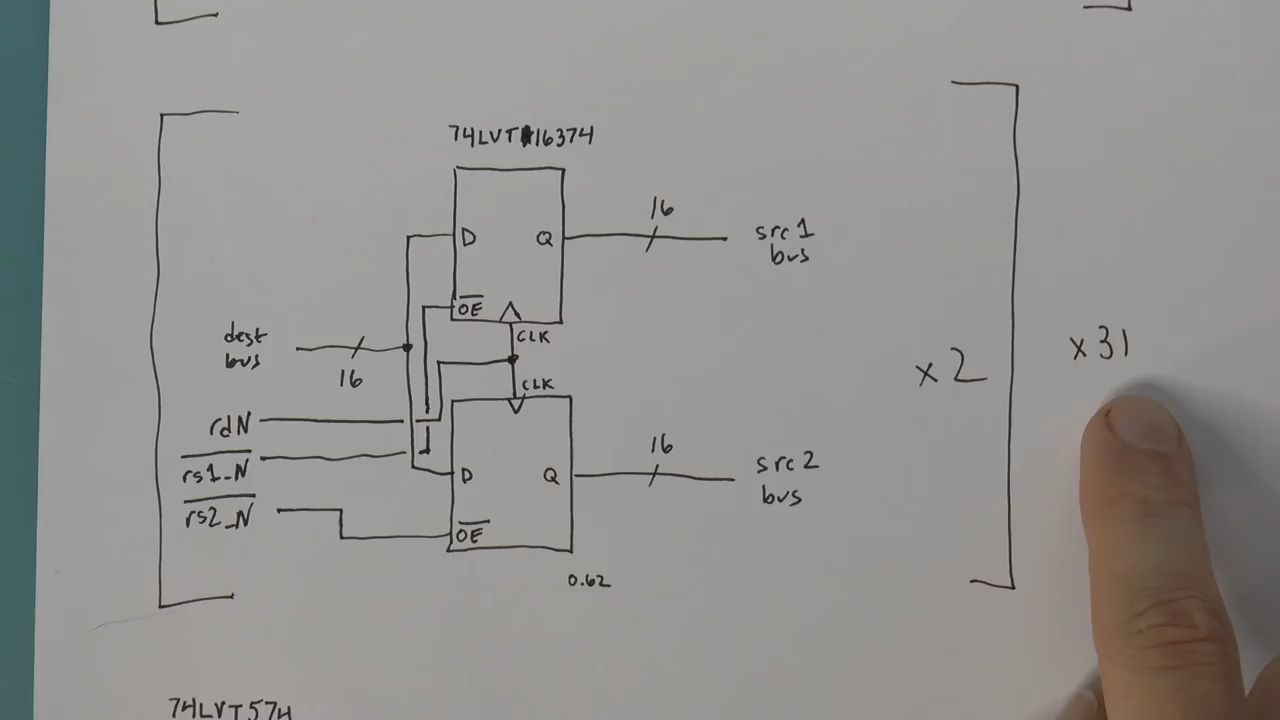 74LVT16374
16
D
Q
src 1
bus
OE
CLK
dest
bus
16
CLK
x 2
x 31
rdN
rs1_N
rs2_N
16
D
Q
src 2
bus
OE
0.62
74LVT574